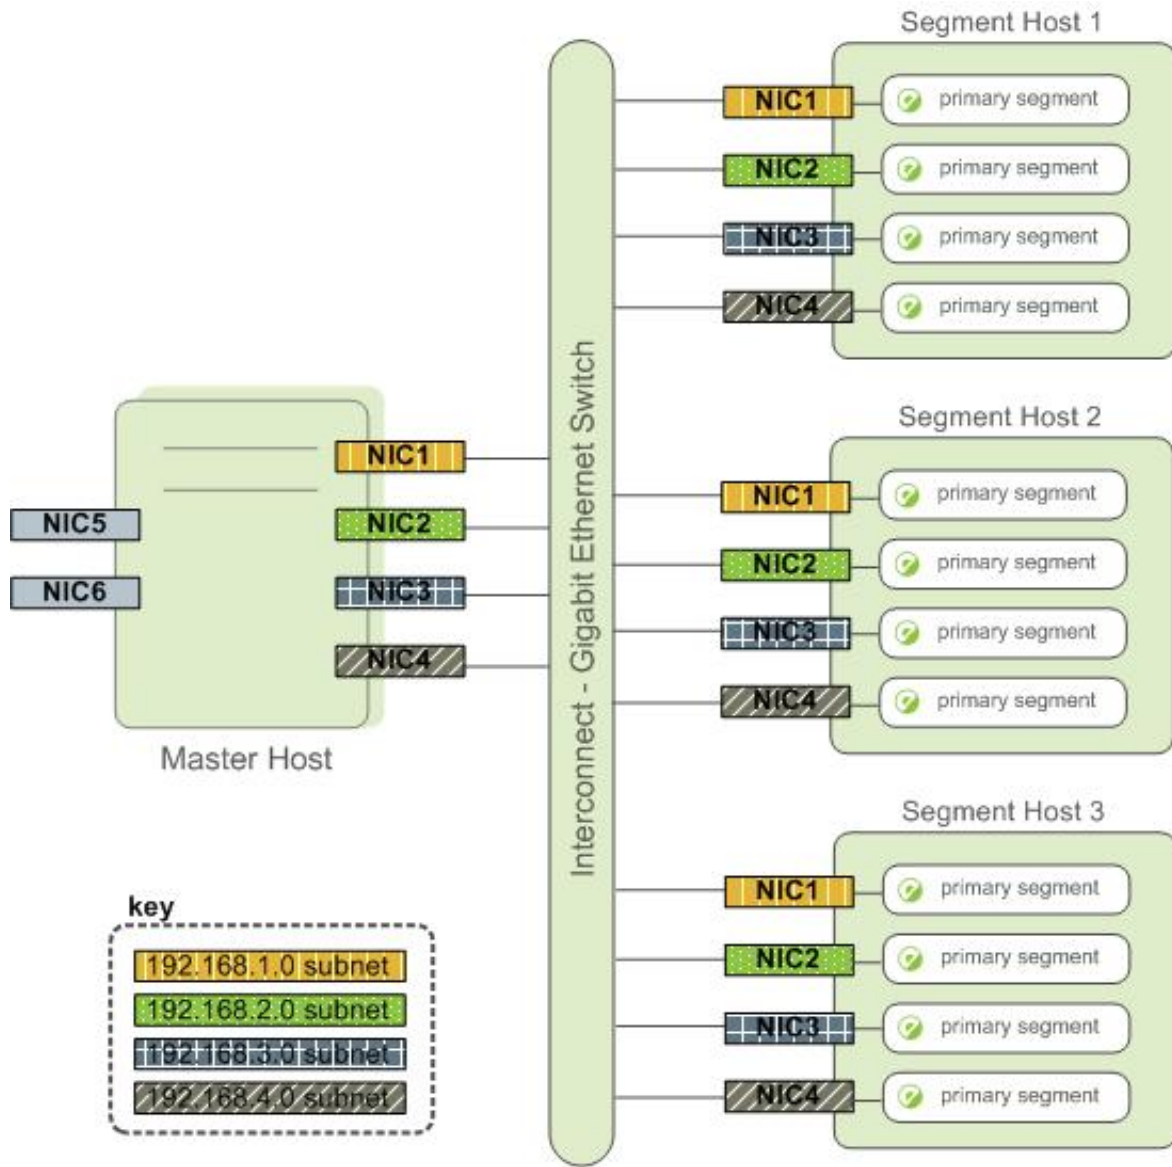 Segment Host 1
NIC1
primary segment
NIC2
primary segment
NIC3
primary segment
NIC4
primary segment
Interconnect - Gigabit Ethernet Switch
NIC1
NIC5
NIC2
NIC6
NIC3
NIC4
Master Host
Segment Host 2
NIC1
primary segment
NIC2
primary segment
NIC3
primary segment
NIC4
primary segment
Segment Host 3
NIC1
primary segment
NIC2
primary segment
NIC3
primary segment
NIC4
primary segment
key
192.168.1.0 subnet
192.168.2.0 subnet
192.168.3.0 subnet
192.168.4.0 subnet